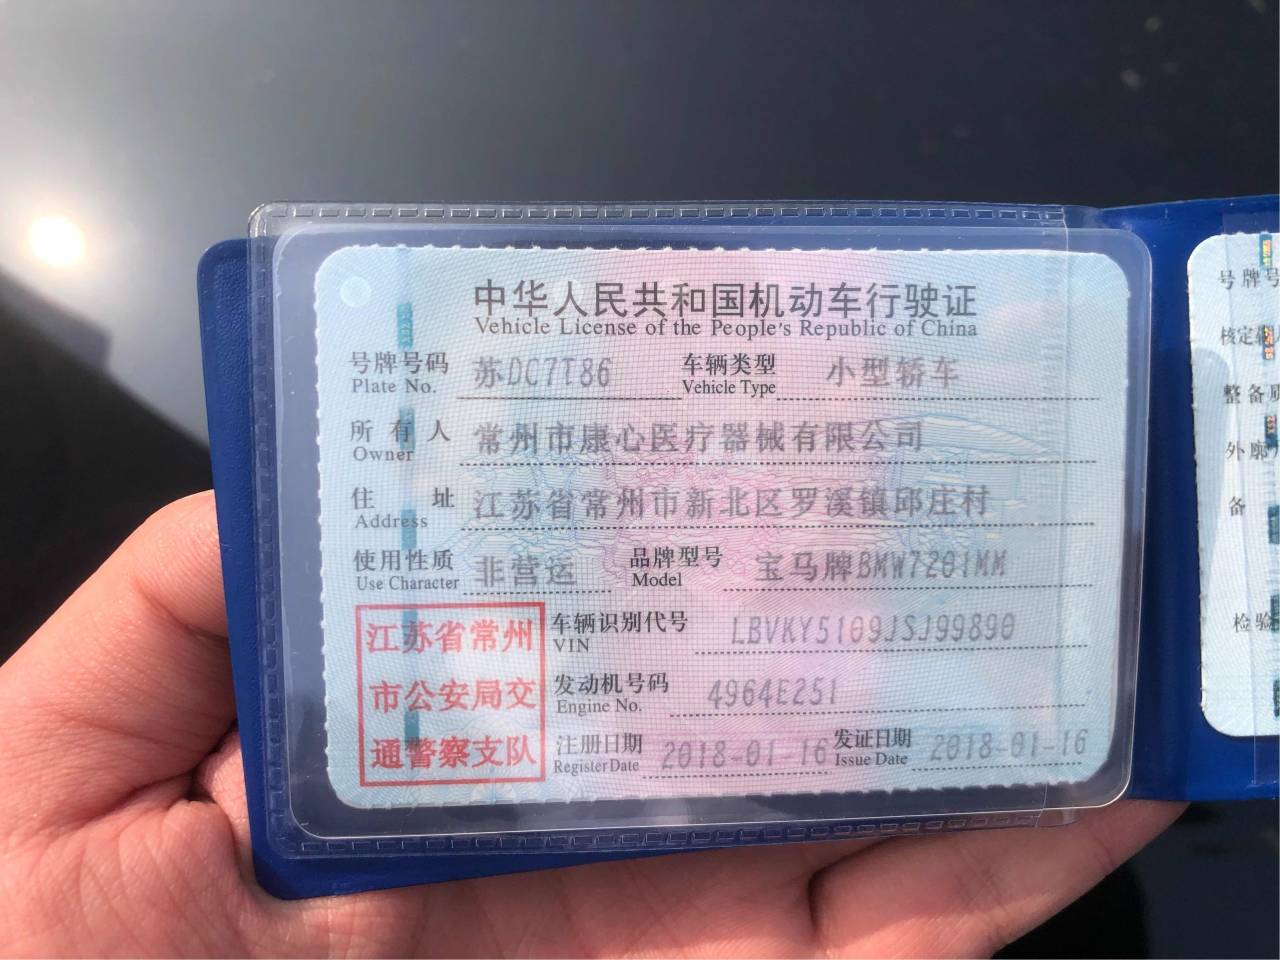 中华人民共和国机动车行驶证
Vehicle License of the People's Republic of China
号牌号码 苏DC7T86 车辆类型 小型轿车
Plate No. Vehicle Type
所有人 常州市康心医疗器械有限公司
Owner
住址 江苏省常州市新北区罗溪镇邱庄村
Address
使用性质 非营运 品牌型号 宝马牌BMW7201MM
Use Character Model
江苏省常州
市公安局交
通警察支队
车辆识别代号 LBVKY5109JSJ99890
VIN
发动机号码 4964E251
Engine No.
注册日期 2018-01-16 发证日期 2018-01-16
Register Date Issue Date
号牌号
核定
整备质
外廓
备
检验